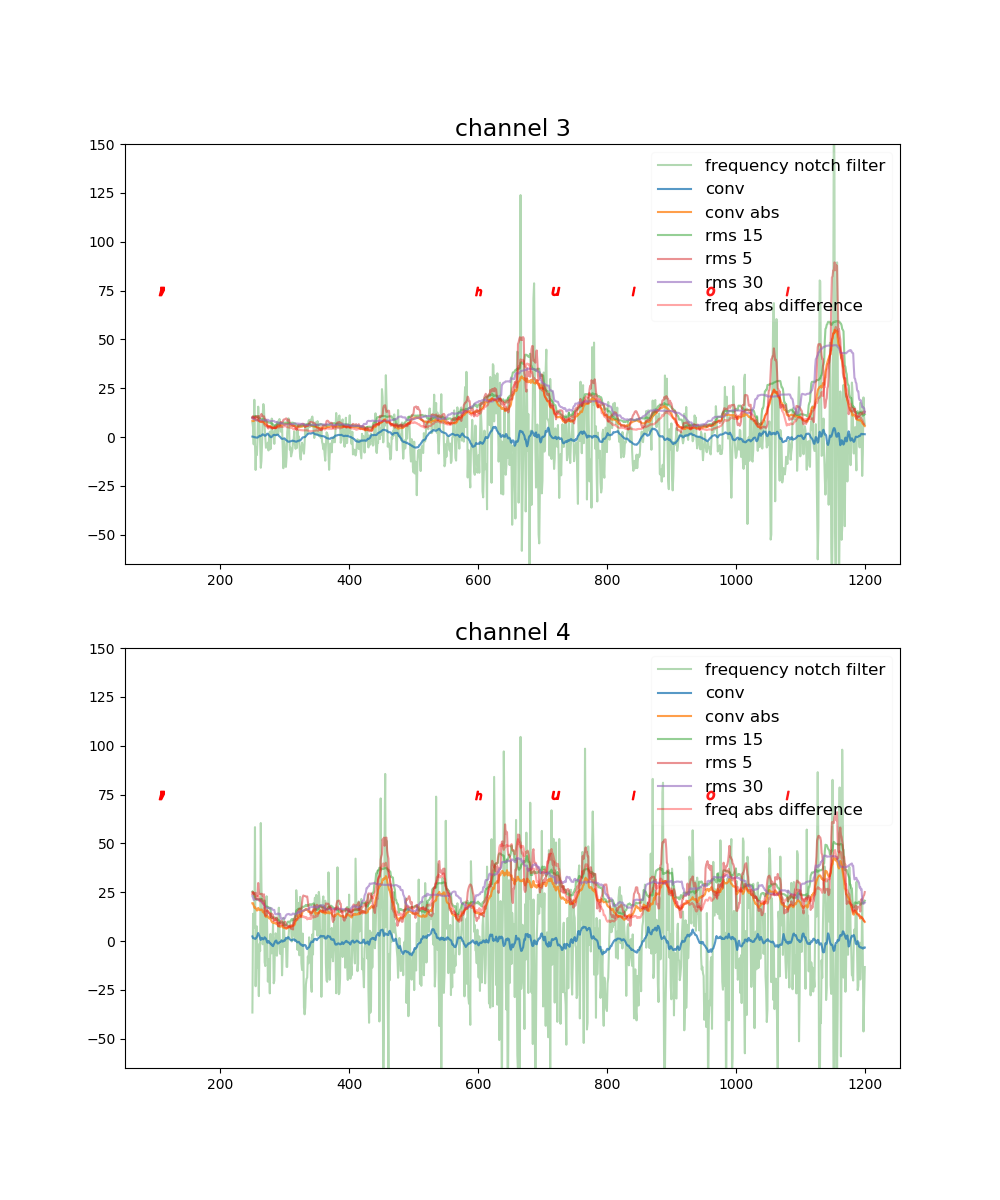 channel 3
150
125
100
75
50
25
0
−25
−50
frequency notch filter
conv
conv abs
rms 15
rms 5
rms 30
freq abs difference
, h u l o l
200 400 600 800 1000 1200
channel 4
150
125
100
75
50
25
0
−25
−50
frequency notch filter
conv
conv abs
rms 15
rms 5
rms 30
freq abs difference
, h u l o l
200 400 600 800 1000 1200